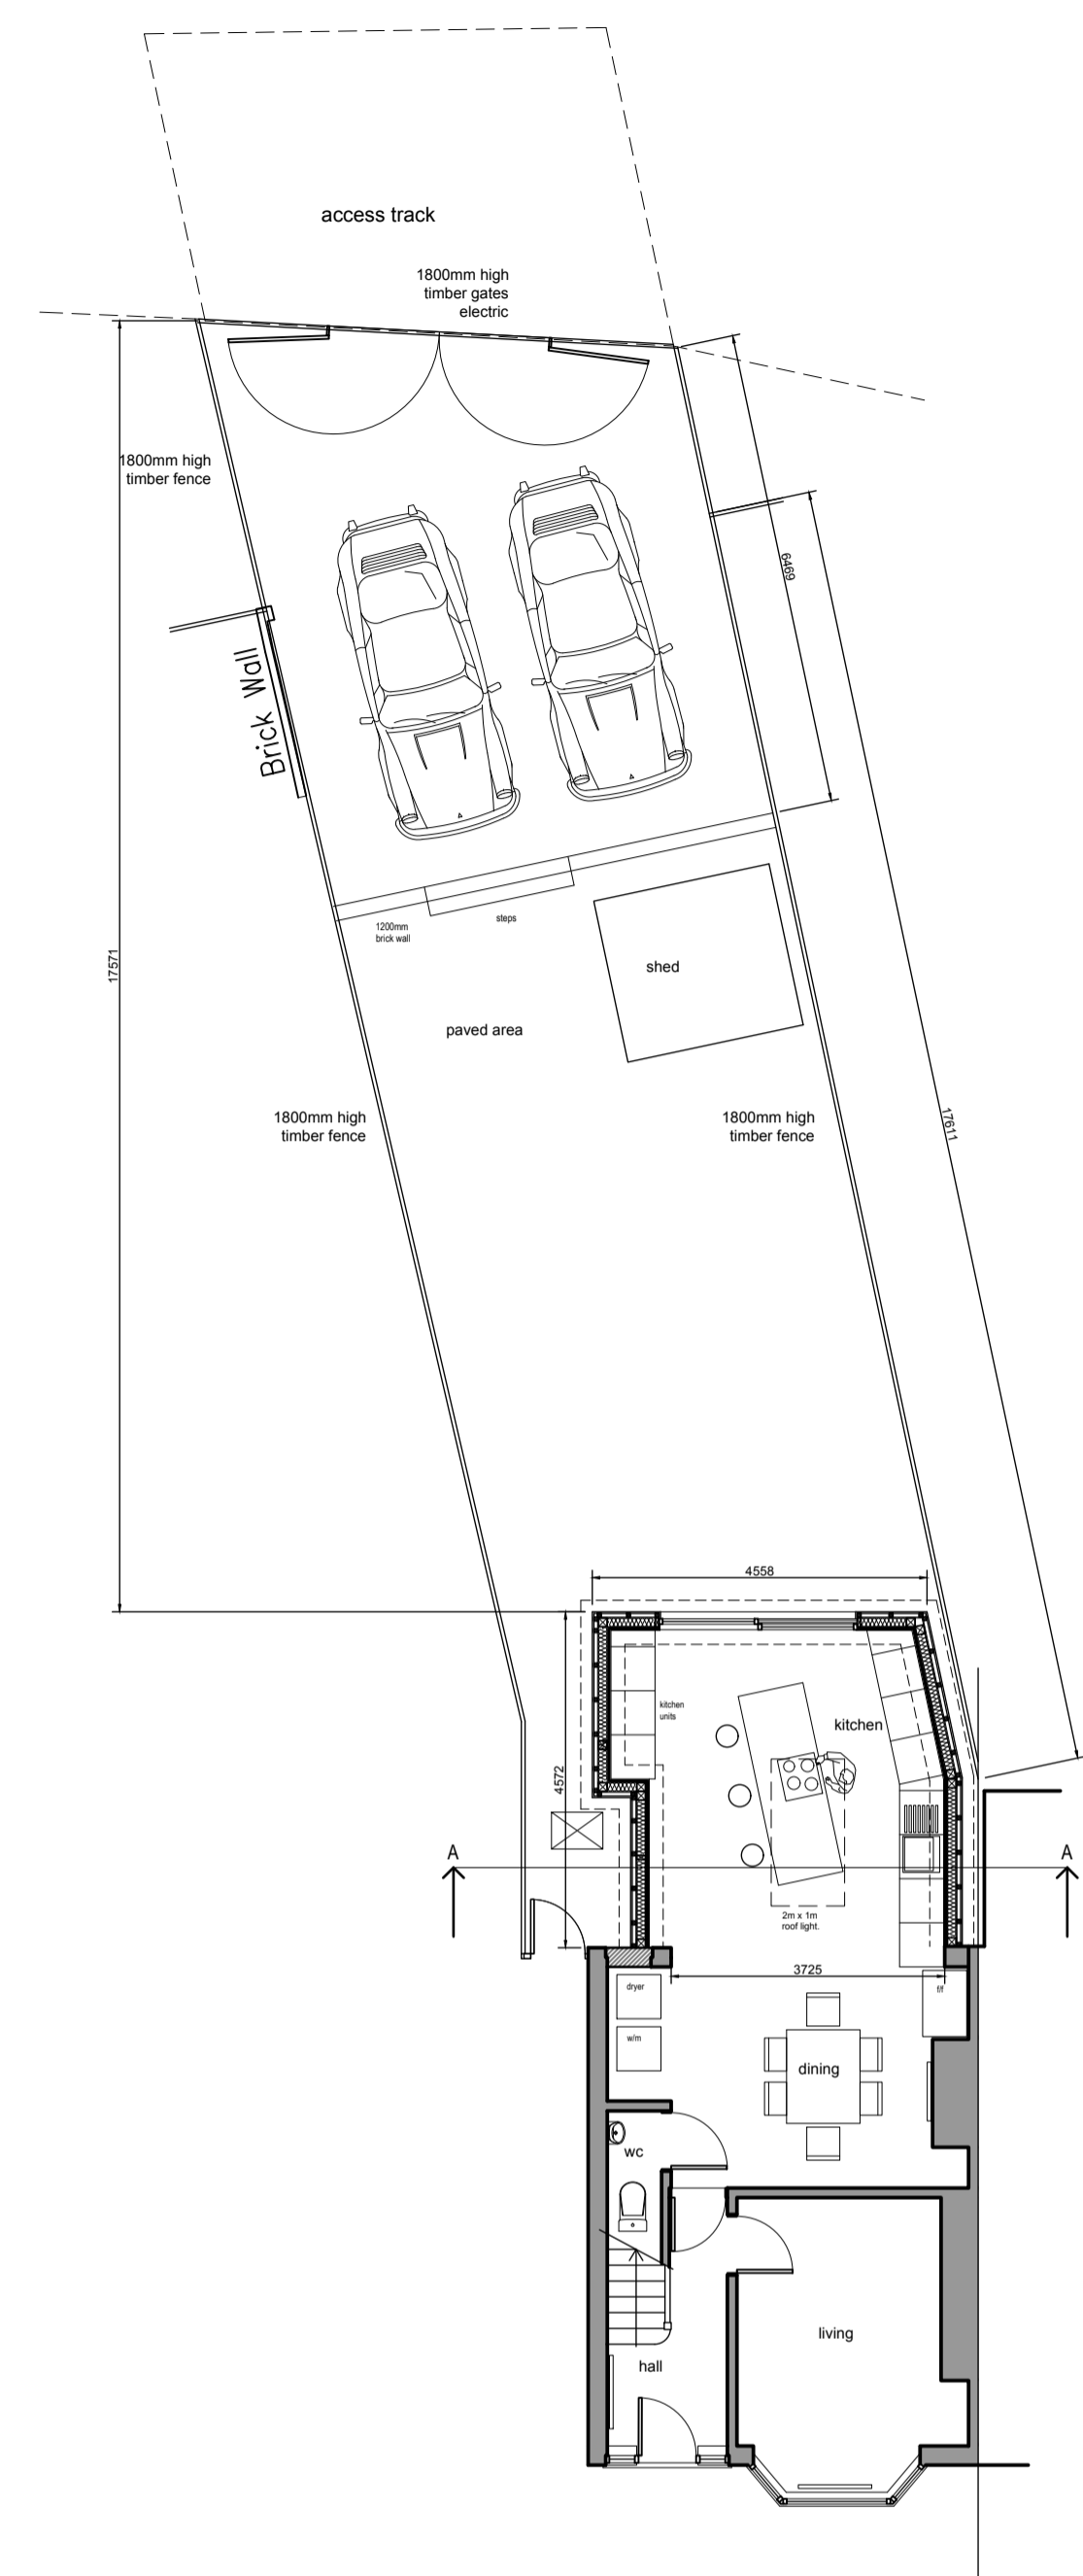 access track
1800mm high
timber gates
electric
1800mm high
timber fence
6469
Brick Wall
1200mm
brick wall
steps
shed
17571
paved area
1800mm high
timber fence
1800mm high
timber fence
17611
4558
kitchen
units
kitchen
4572
A
A
2m x 1m
roof light.
3725
dryer
f/f
w/m
dining
wc
living
hall